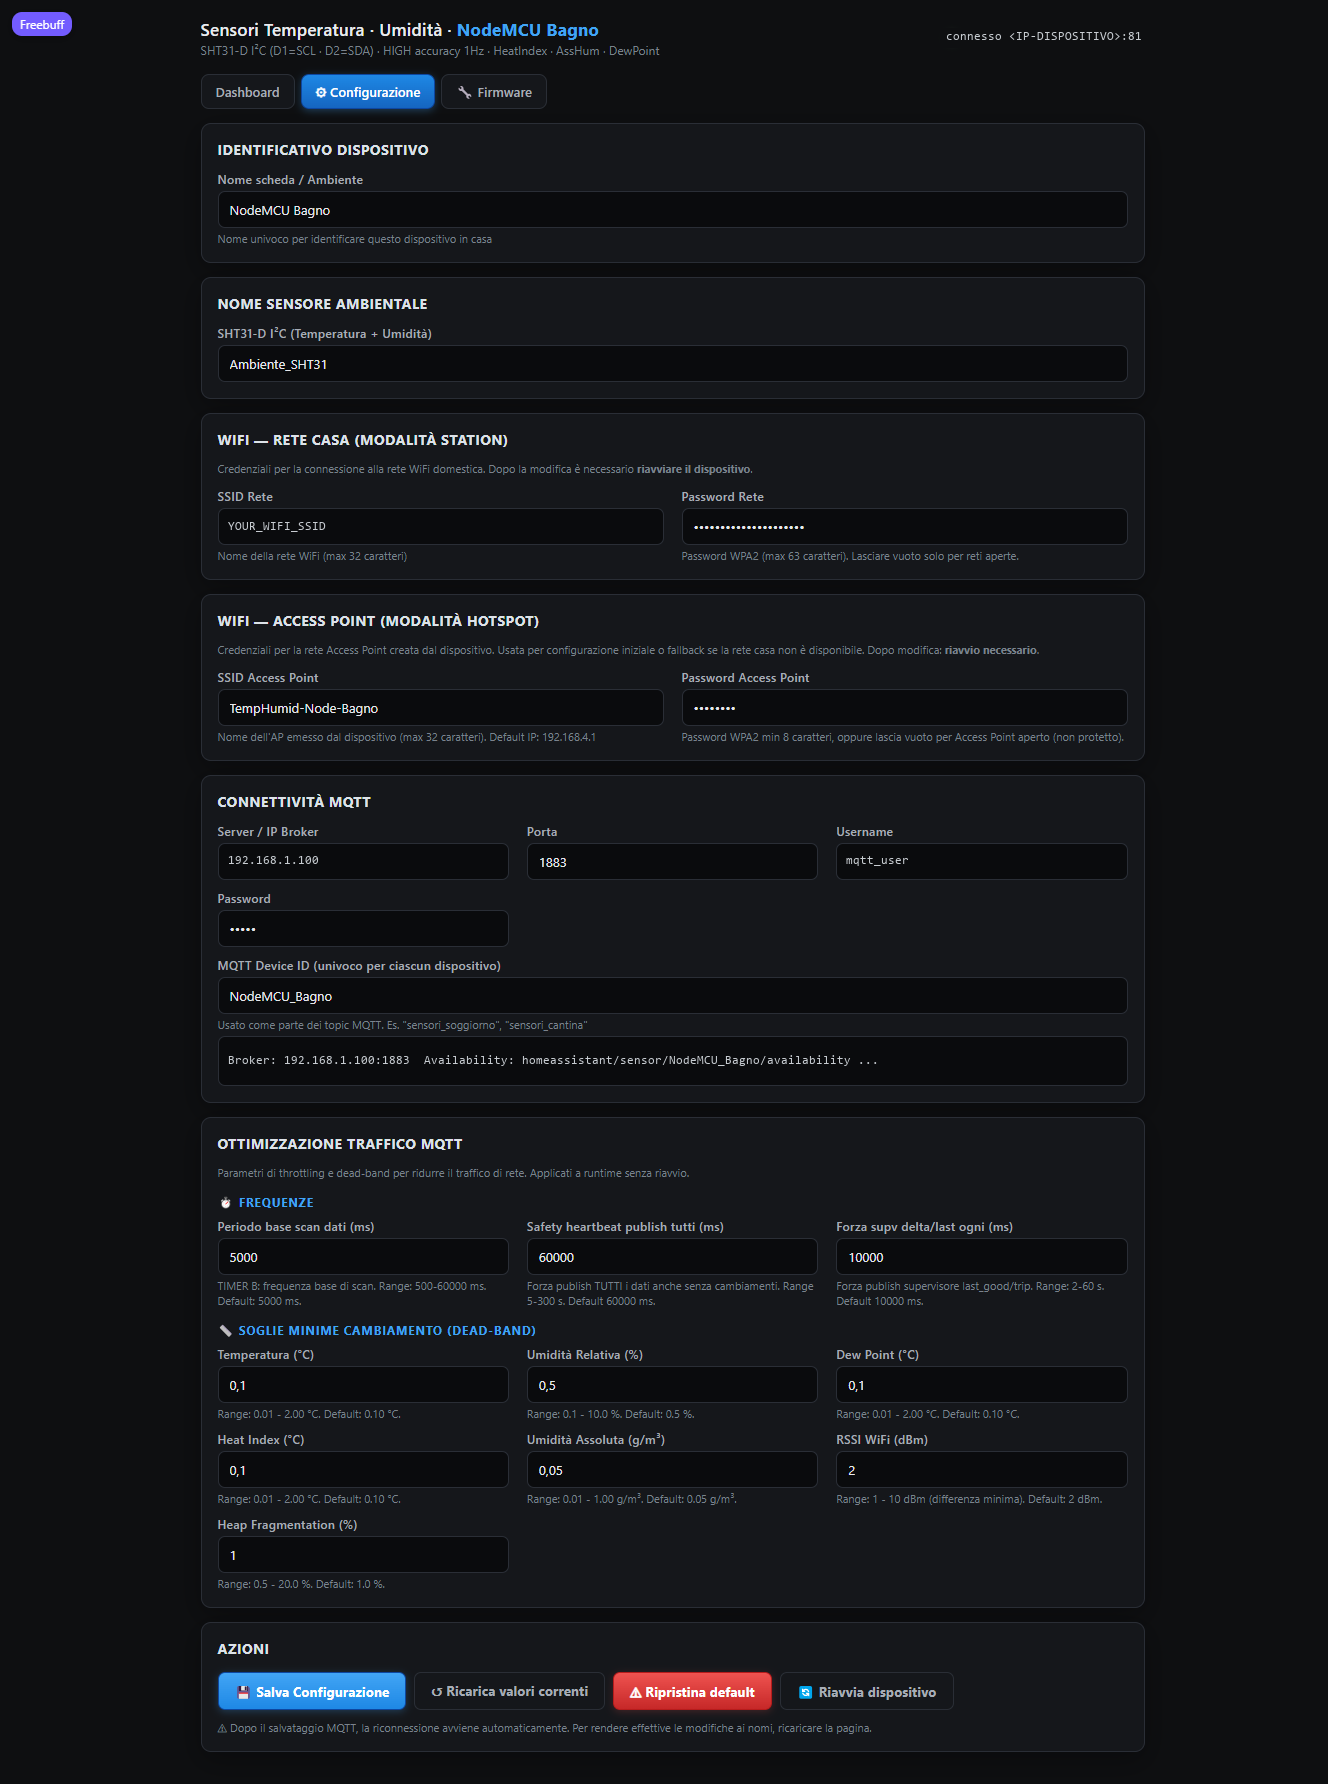 Freebuff
Sensori Temperatura · Umidità · NodeMCU Bagno
SHT31-D I²C (D1=SCL · D2=SDA) · HIGH accuracy 1Hz · HeatIndex · AssHum · DewPoint
connesso <IP-DISPOSITIVO>:81
Dashboard
⚙ Configurazione
🔧 Firmware
IDENTIFICATIVO DISPOSITIVO
Nome scheda / Ambiente
NodeMCU Bagno
Nome univoco per identificare questo dispositivo in casa
NOME SENSORE AMBIENTALE
SHT31-D I²C (Temperatura + Umidità)
Ambiente_SHT31
WIFI — RETE CASA (MODALITÀ STATION)
Credenziali per la connessione alla rete WiFi domestica. Dopo la modifica è necessario riavviare il dispositivo.
SSID Rete
Password Rete
YOUR_WIFI_SSID
•••••••••••••••••••••
Nome della rete WiFi (max 32 caratteri)
Password WPA2 (max 63 caratteri). Lasciare vuoto solo per reti aperte.
WIFI — ACCESS POINT (MODALITÀ HOTSPOT)
Credenziali per la rete Access Point creata dal dispositivo. Usata per configurazione iniziale o fallback se la rete casa non è disponibile. Dopo modifica: riavvio necessario.
SSID Access Point
Password Access Point
TempHumid-Node-Bagno
••••••••
Nome dell'AP emesso dal dispositivo (max 32 caratteri). Default IP: 192.168.4.1
Password WPA2 min 8 caratteri, oppure lascia vuoto per Access Point aperto (non protetto).
CONNETTIVITÀ MQTT
Server / IP Broker
Porta
Username
192.168.1.100
1883
mqtt_user
Password
•••••
MQTT Device ID (univoco per ciascun dispositivo)
NodeMCU_Bagno
Usato come parte dei topic MQTT. Es. "sensori_soggiorno", "sensori_cantina"
Broker: 192.168.1.100:1883  Availability: homeassistant/sensor/NodeMCU_Bagno/availability ...
OTTIMIZZAZIONE TRAFFICO MQTT
Parametri di throttling e dead-band per ridurre il traffico di rete. Applicati a runtime senza riavvio.
⏱ FREQUENZE
Periodo base scan dati (ms)
Safety heartbeat publish tutti (ms)
Forza supv delta/last ogni (ms)
5000
60000
10000
TIMER B: frequenza base di scan. Range: 500-60000 ms.
Default: 5000 ms.
Forza publish TUTTI i dati anche senza cambiamenti. Range
5-300 s. Default 60000 ms.
Forza publish supervisore last_good/trip. Range: 2-60 s.
Default 10000 ms.
📏 SOGLIE MINIME CAMBIAMENTO (DEAD-BAND)
Temperatura (°C)
Umidità Relativa (%)
Dew Point (°C)
0,1
0,5
0,1
Range: 0.01 - 2.00 °C. Default: 0.10 °C.
Range: 0.1 - 10.0 %. Default: 0.5 %.
Range: 0.01 - 2.00 °C. Default: 0.10 °C.
Heat Index (°C)
Umidità Assoluta (g/m³)
RSSI WiFi (dBm)
0,1
0,05
2
Range: 0.01 - 2.00 °C. Default: 0.10 °C.
Range: 0.01 - 1.00 g/m³. Default: 0.05 g/m³.
Range: 1 - 10 dBm (differenza minima). Default: 2 dBm.
Heap Fragmentation (%)
1
Range: 0.5 - 20.0 %. Default: 1.0 %.
AZIONI
💾 Salva Configurazione
↺ Ricarica valori correnti
⚠ Ripristina default
🔄 Riavvia dispositivo
⚠ Dopo il salvataggio MQTT, la riconnessione avviene automaticamente. Per rendere effettive le modifiche ai nomi, ricaricare la pagina.